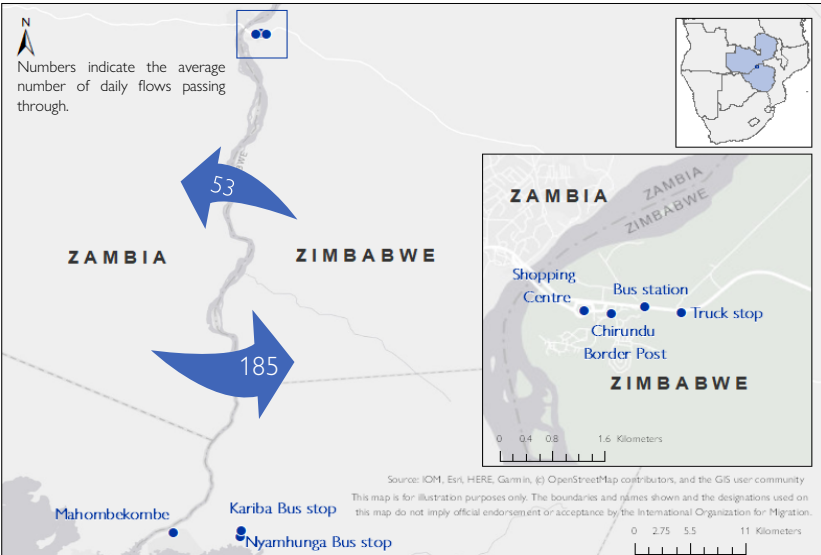 N
Numbers indicate the average
number of daily flows passing
through.
53
ZAMBIA
ZIMBABWE
185
Mahombekombe
Kariba Bus stop
Nyamhunga Bus stop
ZAMBIA
ZAMBIA
ZIMBABWE
Shopping
Centre
Bus station
Truck stop
Chirundu
Border Post
ZIMBABWE
0 0.4 0.8 1.6 Kilometers
Source: IOM, Esri, HERE, Garmin, (c) OpenStreetMap contributors, and the GIS user community
This map is for illustration purposes only. The boundaries and names shown and the designations used on
this map do not imply official endorsement or acceptance by the International Organization for Migration.
0 2.75 5.5 11 Kilometers